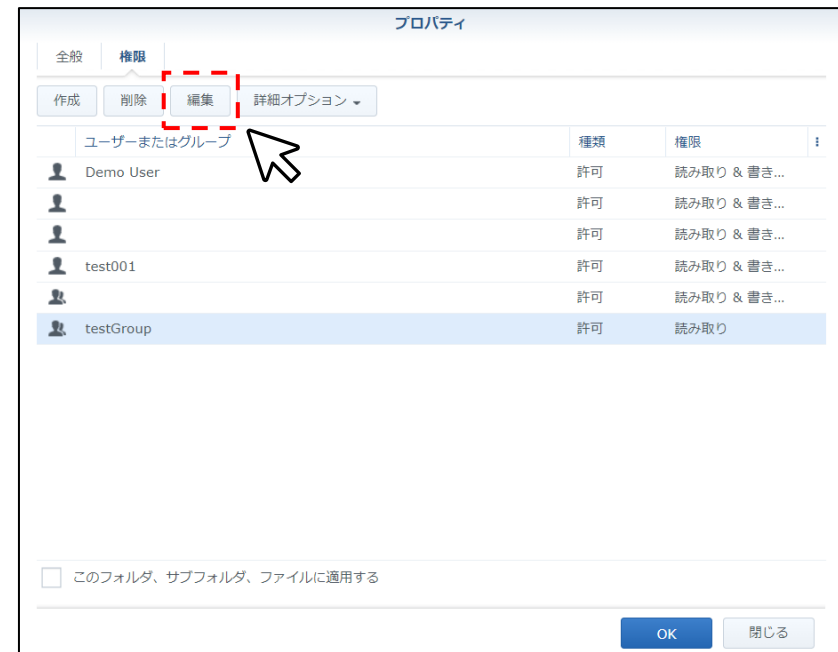 プロパティ
全般 権限
作成 削除 編集 詳細オプション
ユーザーまたはグループ 種類 権限
Demo User 許可 読み取り & 書き...
許可 読み取り & 書き...
許可 読み取り & 書き...
test001 許可 読み取り & 書き...
許可 読み取り & 書き...
testGroup 許可 読み取り
このフォルダ、サブフォルダ、ファイルに適用する
OK 閉じる